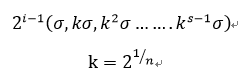 2^{i-1}(σ, kσ, k^2σ … … . k^{s-1}σ)↵
k = 2^{1/n}↵